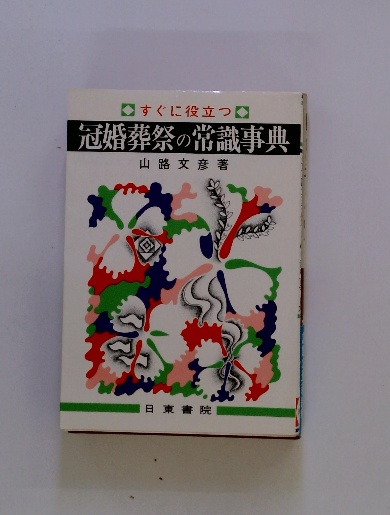 すぐに役立つ
冠婚葬祭の常識事典
山路文彦著
日東書院